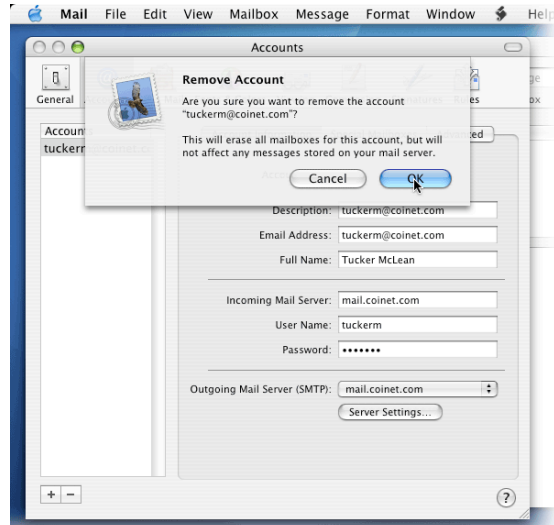 Mail File Edit View Mailbox Message Format Window Help
Accounts
Remove Account
General
Are you sure you want to remove the account
"tuckerm@coinet.com"?
This will erase all mailboxes for this account, but will
not affect any messages stored on your mail server.
Cancel OK
Description: tuckerm@coinet.com
Email Address: tuckerm@coinet.com
Full Name: Tucker McLean
Incoming Mail Server: mail.coinet.com
User Name: tuckerm
Password: •••••••
Outgoing Mail Server (SMTP): mail.coinet.com
Server Settings...
+ − ?